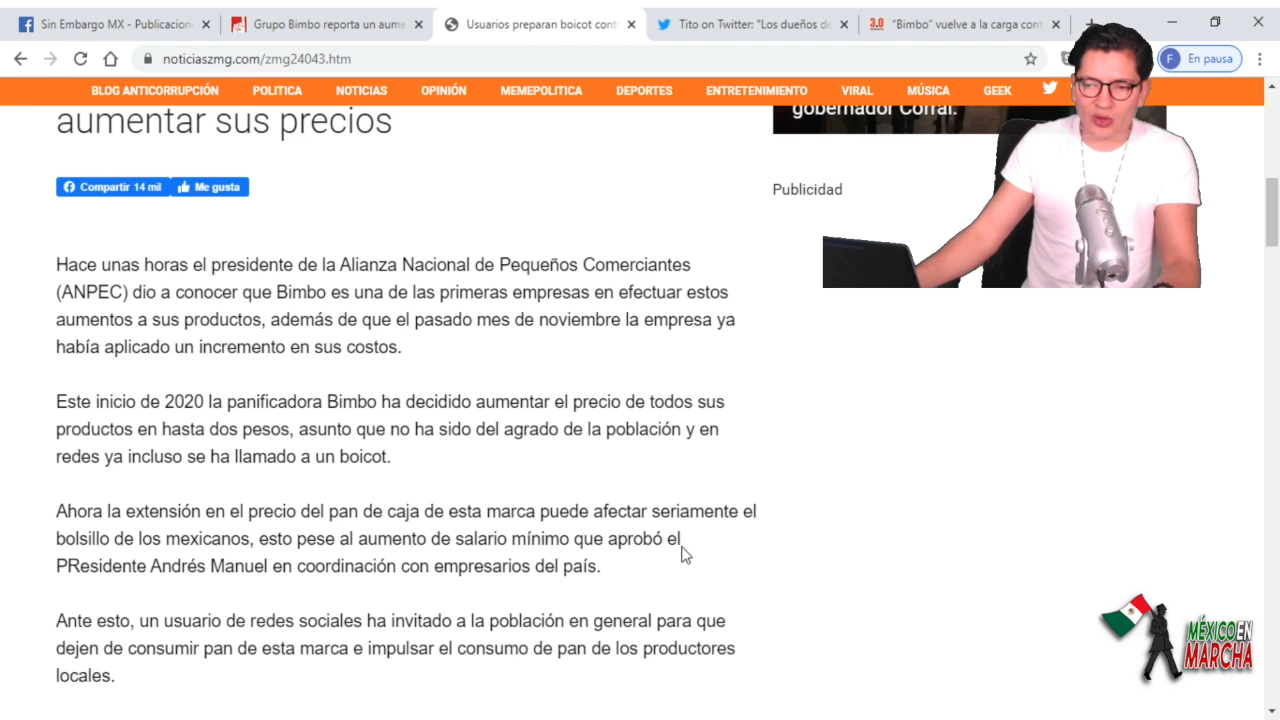 Sin Embargo MX - Publicacion
Grupo Bimbo reporta un aume
Usuarios preparan boicot cont
Tito on Twitter: "Los dueños de
3.0 "Bimbo" vuelve a la carga cont
noticiaszmg.com/zmg24043.htm
F En pausa
BLOG ANTICORRUPCIÓN POLITICA NOTICIAS OPINIÓN MEMEPOLITICA DEPORTES ENTRETENIMIENTO VIRAL MÚSICA GEEK
aumentar sus precios
gobernador Corral.
Compartir 14 mil Me gusta
Publicidad
Hace unas horas el presidente de la Alianza Nacional de Pequeños Comerciantes
(ANPEC) dio a conocer que Bimbo es una de las primeras empresas en efectuar estos
aumentos a sus productos, además de que el pasado mes de noviembre la empresa ya
había aplicado un incremento en sus costos.
Este inicio de 2020 la panificadora Bimbo ha decidido aumentar el precio de todos sus
productos en hasta dos pesos, asunto que no ha sido del agrado de la población y en
redes ya incluso se ha llamado a un boicot.
Ahora la extensión en el precio del pan de caja de esta marca puede afectar seriamente el
bolsillo de los mexicanos, esto pese al aumento de salario mínimo que aprobó el
PResidente Andrés Manuel en coordinación con empresarios del país.
Ante esto, un usuario de redes sociales ha invitado a la población en general para que
dejen de consumir pan de esta marca e impulsar el consumo de pan de los productores
locales.
MÉXICO EN
MARCHA